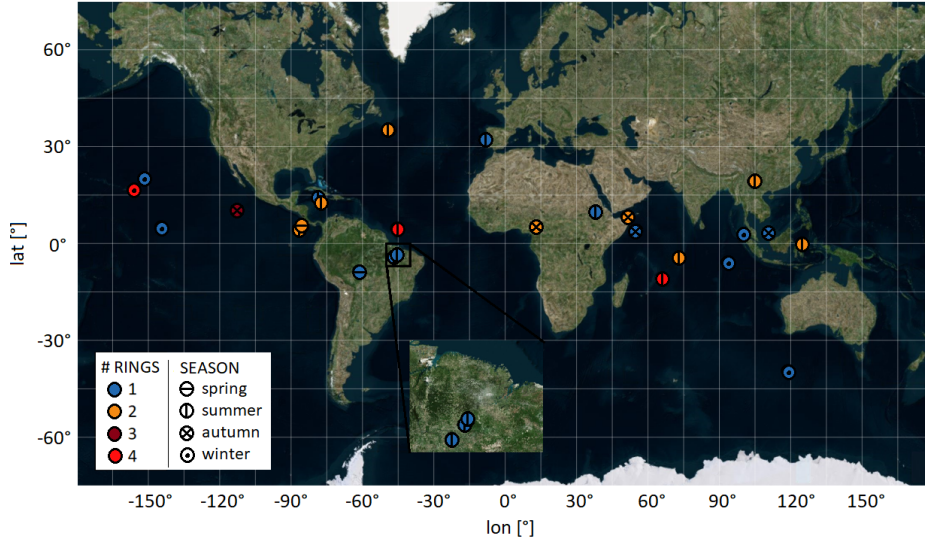 60°
30°
0°
-30°
-60°
lat [°]
# RINGS
1
2
3
4
SEASON
spring
summer
autumn
winter
-150° -120° -90° -60° -30° 0° 30° 60° 90° 120° 150°
lon [°]